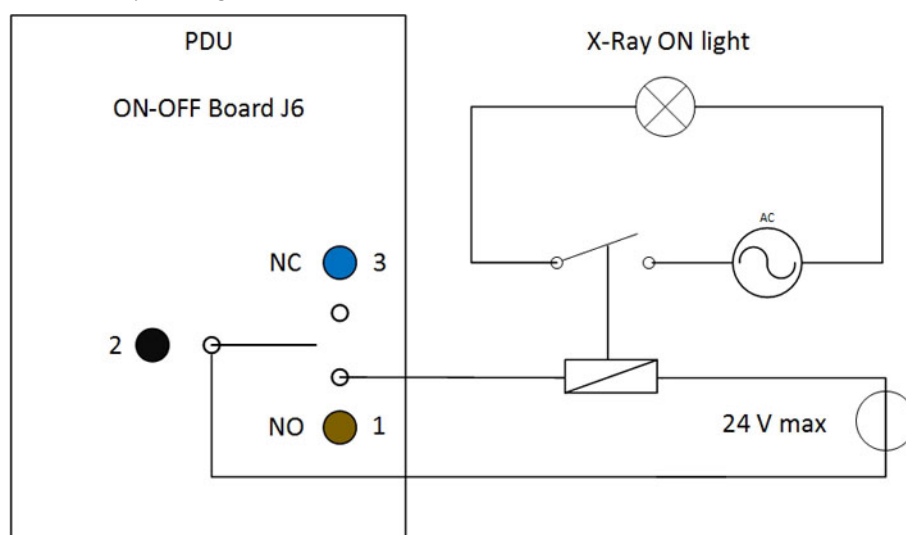 PDU
X-Ray ON light
ON-OFF Board J6
AC
NC 3
2
NO 1
24 V max